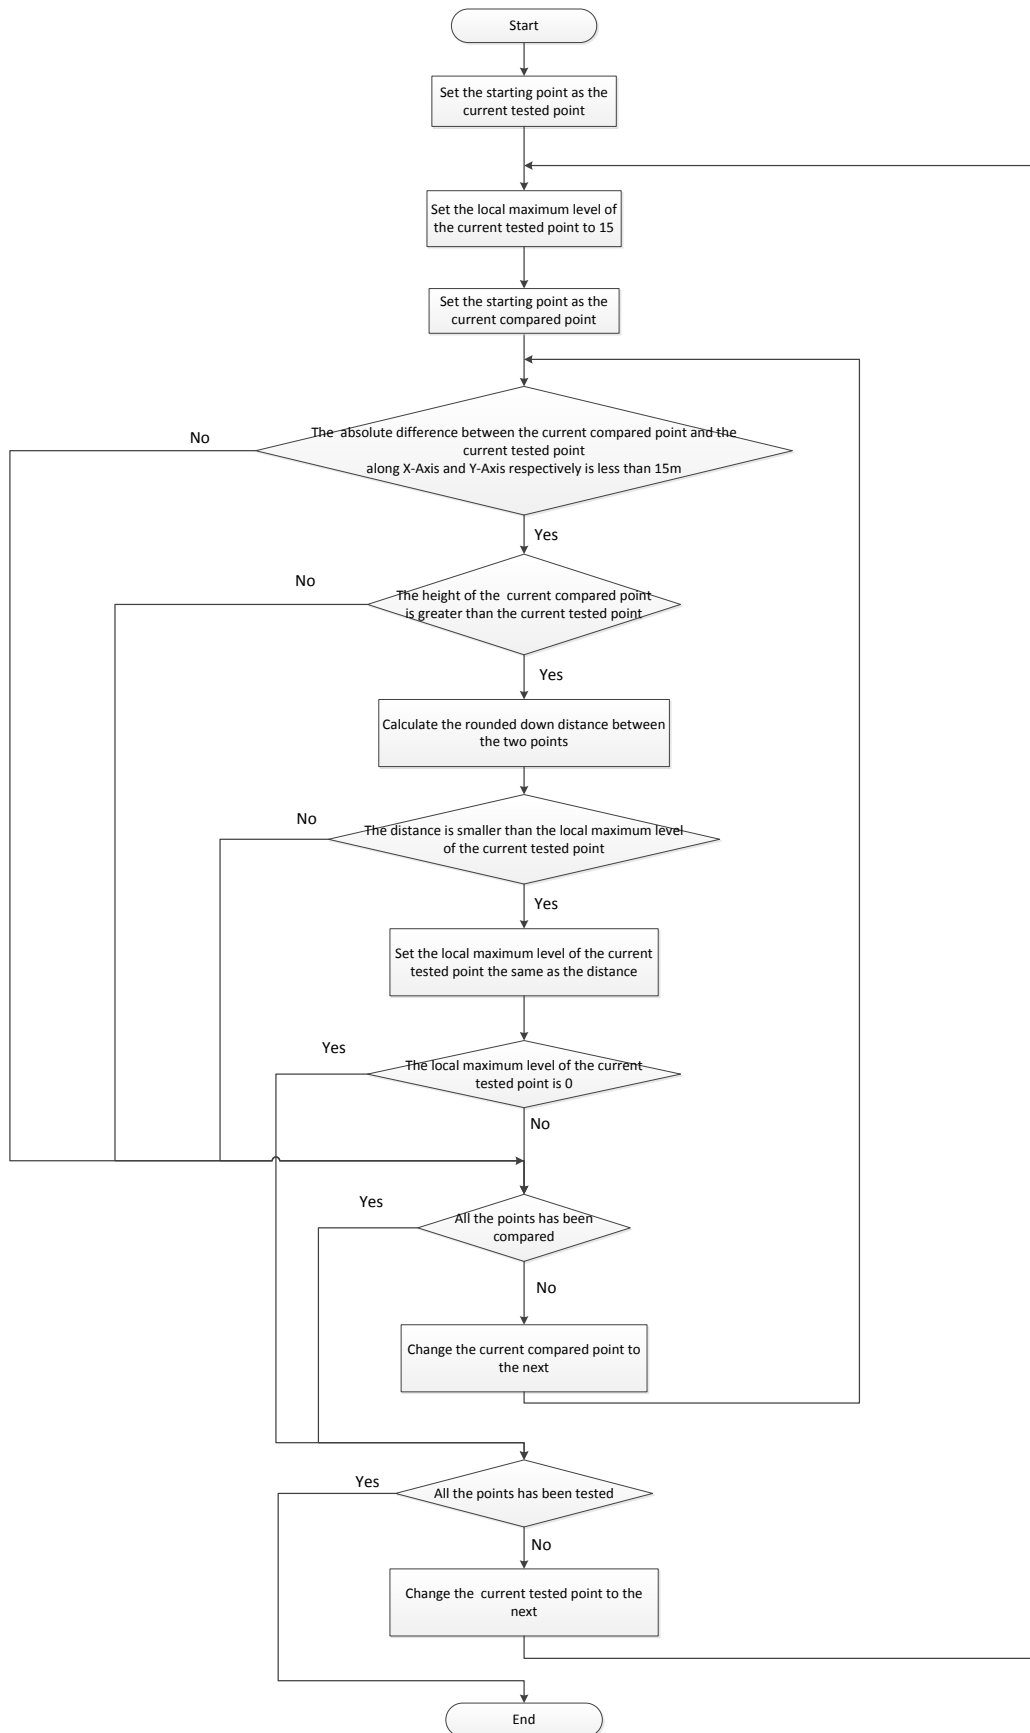 Start
Set the starting point as the
current tested point
Set the local maximum level of
the current tested point to 15
Set the starting point as the
current compared point
The absolute difference between the current compared point and the
current tested point
along X-Axis and Y-Axis respectively is less than 15m
No
Yes
The height of the current compared point
is greater than the current tested point
No
Yes
Calculate the rounded down distance between
the two points
The distance is smaller than the local maximum level
of the current tested point
No
Yes
Set the local maximum level of the current
tested point the same as the distance
The local maximum level of the current
tested point is 0
Yes
No
All the points has been
compared
Yes
No
Change the current compared point to
the next
All the points has been tested
Yes
No
Change the current tested point to the
next
End